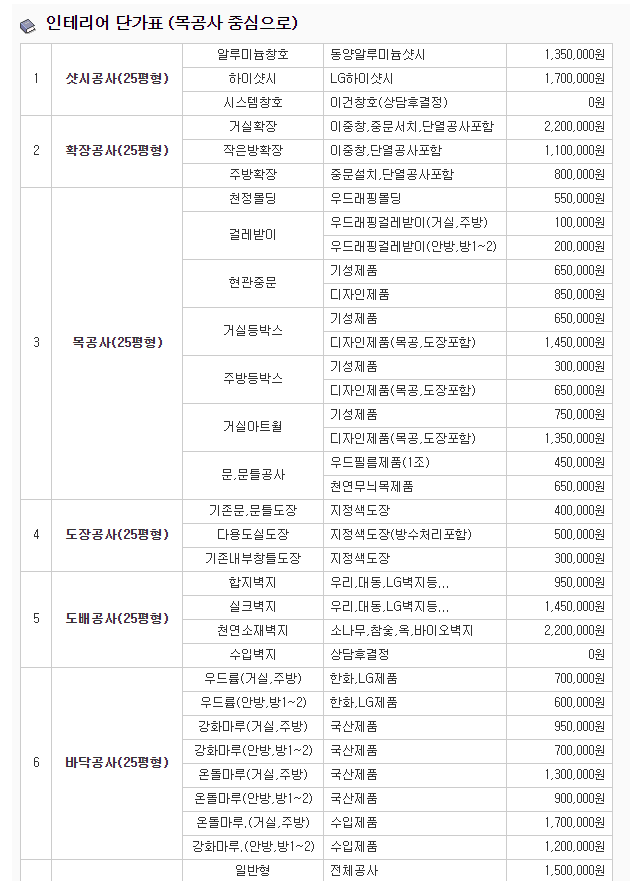 인테리어 단가표 (목공사 중심으로)
1 샷시공사(25평형) 알루미늄창호 동양알루미늄샷시 1,350,000원
하이샷시 LG하이샷시 1,700,000원
시스템창호 이건창호(상담후결정) 0원
2 확장공사(25평형) 거실확장 이중창,중문서치,단열공사포함 2,200,000원
작은방확장 이중창,단열공사포함 1,100,000원
주방확장 중문설치,단열공사포함 800,000원
3 목공사(25평형) 천정몰딩 우드래핑몰딩 550,000원
걸레받이 우드래핑걸레받이(거실,주방) 100,000원
우드래핑걸레받이(안방,방1~2) 200,000원
현관중문 기성제품 650,000원
디자인제품 850,000원
거실등박스 기성제품 650,000원
디자인제품(목공,도장포함) 1,450,000원
주방등박스 기성제품 300,000원
디자인제품(목공,도장포함) 650,000원
거실아트월 기성제품 750,000원
디자인제품(목공,도장포함) 1,350,000원
문,문틀공사 우드필름제품(1조) 450,000원
천연무늬목제품 650,000원
4 도장공사(25평형) 기존문,문틀도장 지정색도장 400,000원
다용도실도장 지정색도장(방수처리포함) 500,000원
기존내부창틀도장 지정색도장 300,000원
5 도배공사(25평형) 합지벽지 우리,대동,LG벽지등... 950,000원
실크벽지 우리,대동,LG벽지등... 1,450,000원
천연소재벽지 소나무,참숯,옥,바이오벽지 2,200,000원
수입벽지 상담후결정 0원
6 바닥공사(25평형) 우드륨(거실,주방) 한화,LG제품 700,000원
우드륨(안방,방1~2) 한화,LG제품 600,000원
강화마루(거실,주방) 국산제품 950,000원
강화마루(안방,방1~2) 국산제품 700,000원
온돌마루(거실,주방) 국산제품 1,300,000원
온돌마루(안방,방1~2) 국산제품 900,000원
온돌마루,(거실,주방) 수입제품 1,700,000원
강화마루,(안방,방1~2) 수입제품 1,200,000원
일반형 전체공사 1,500,000원